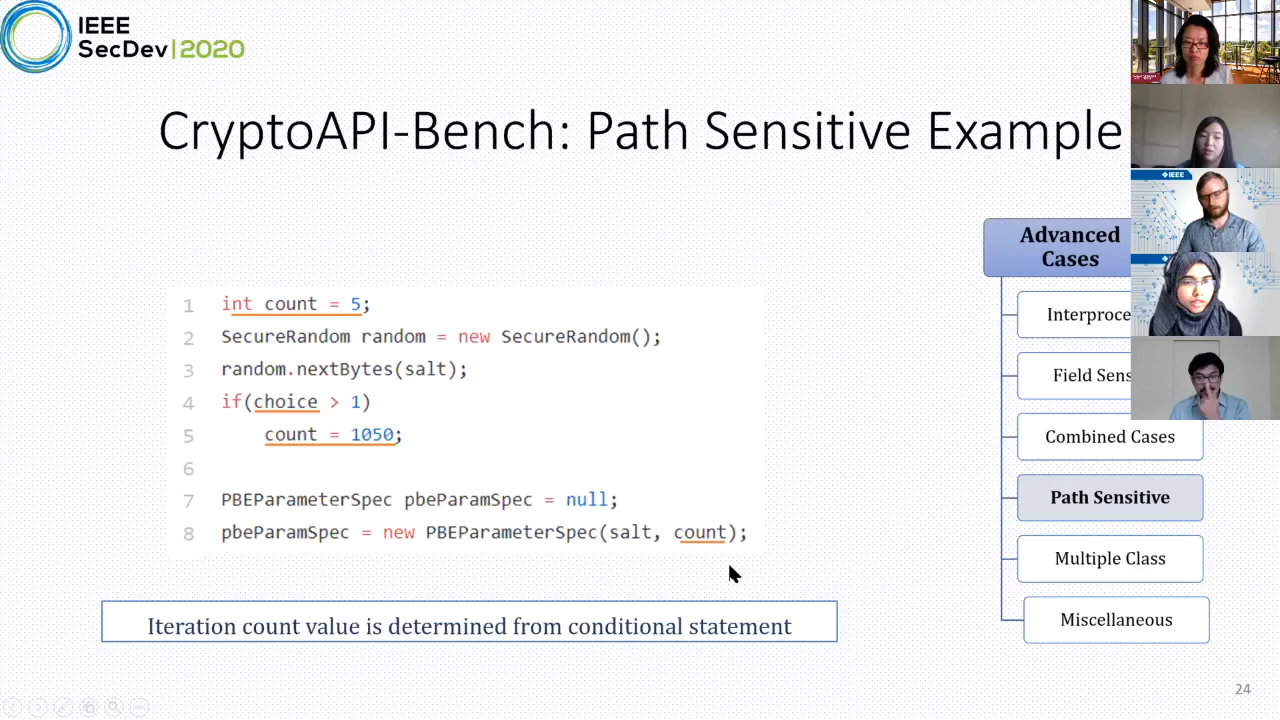 IEEE
SecDev|2020
CryptoAPI-Bench: Path Sensitive Example
IEEE
Advanced
Cases
Interproce
Field Sens
Combined Cases
Path Sensitive
Multiple Class
Miscellaneous
1 int count = 5;
2 SecureRandom random = new SecureRandom();
3 random.nextBytes(salt);
4 if(choice > 1)
5 count = 1050;
6
7 PBEParameterSpec pbeParamSpec = null;
8 pbeParamSpec = new PBEParameterSpec(salt, count);
Iteration count value is determined from conditional statement
24